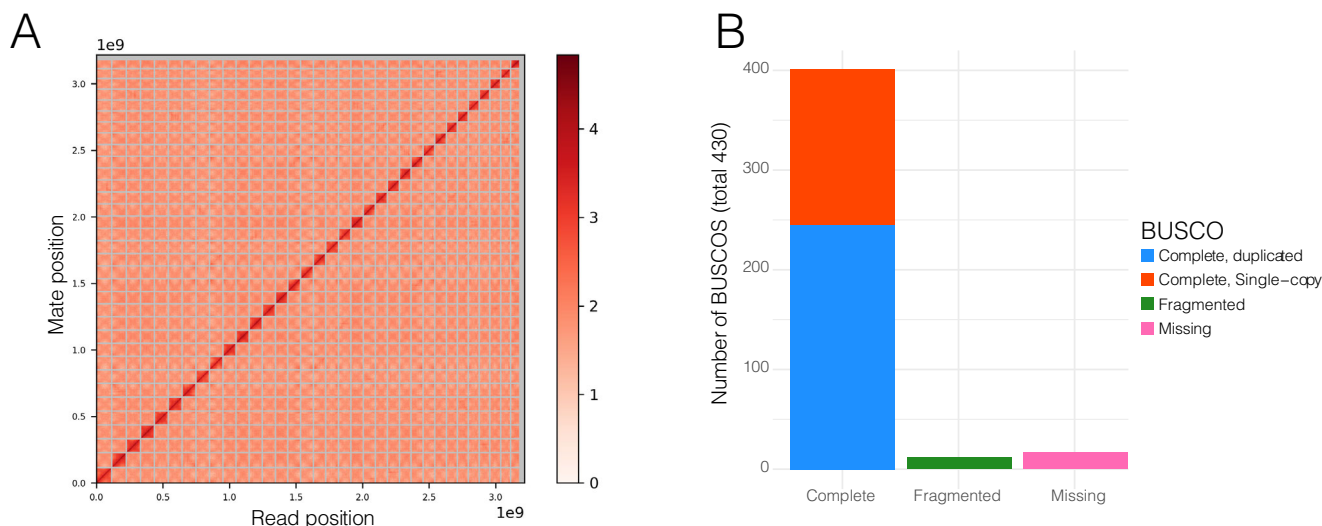 A
1e9
3.0
2.5
2.0
1.5
1.0
0.5
0.0
Mate position
0.0
0.5
1.0
1.5
2.0
2.5
3.0
1e9
Read position
4
3
2
1
0
B
400
300
200
100
0
Number of BUSCOS (total 430)
Complete
Fragmented
Missing
BUSCO
Complete, duplicated
Complete, Single-copy
Fragmented
Missing